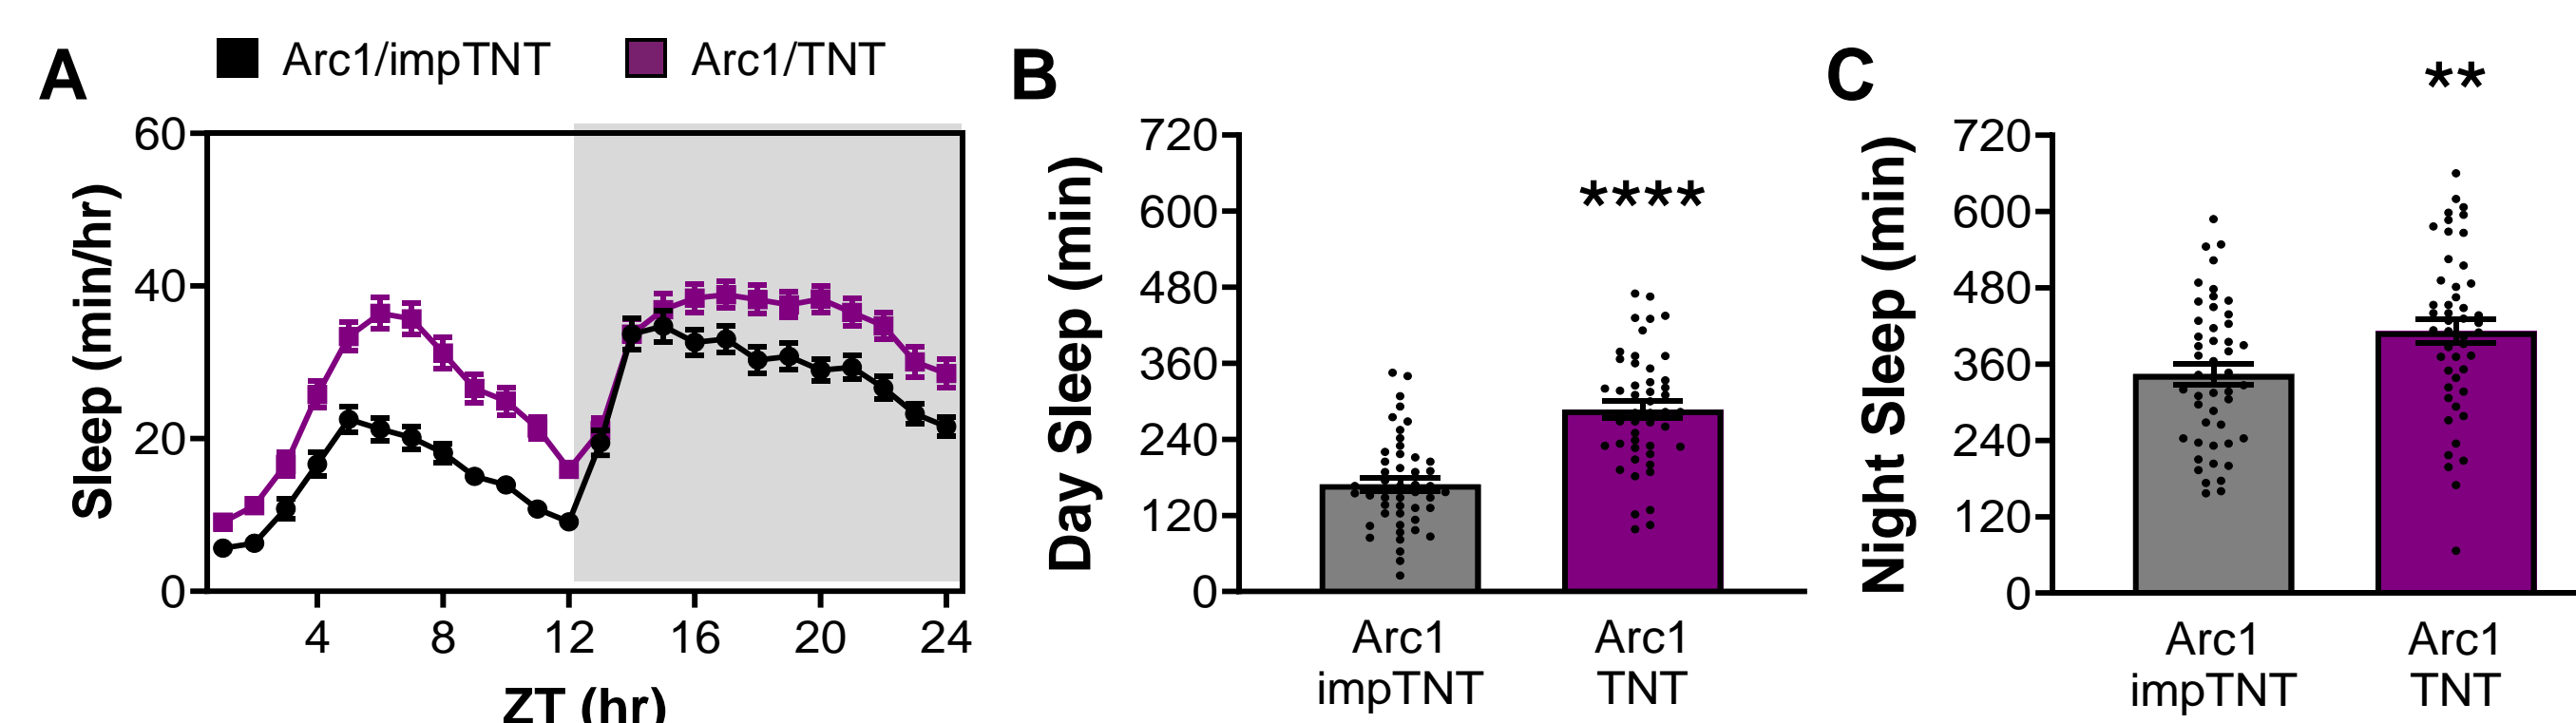 A
Arc1/impTNT
Arc1/TNT
60
40
20
0
Sleep (min/hr)
4 8 12 16 20 24
ZT (hr)
B
****
720
600
480
360
240
120
0
Day Sleep (min)
Arc1
impTNT
Arc1
TNT
C
**
720
600
480
360
240
120
0
Night Sleep (min)
Arc1
impTNT
Arc1
TNT